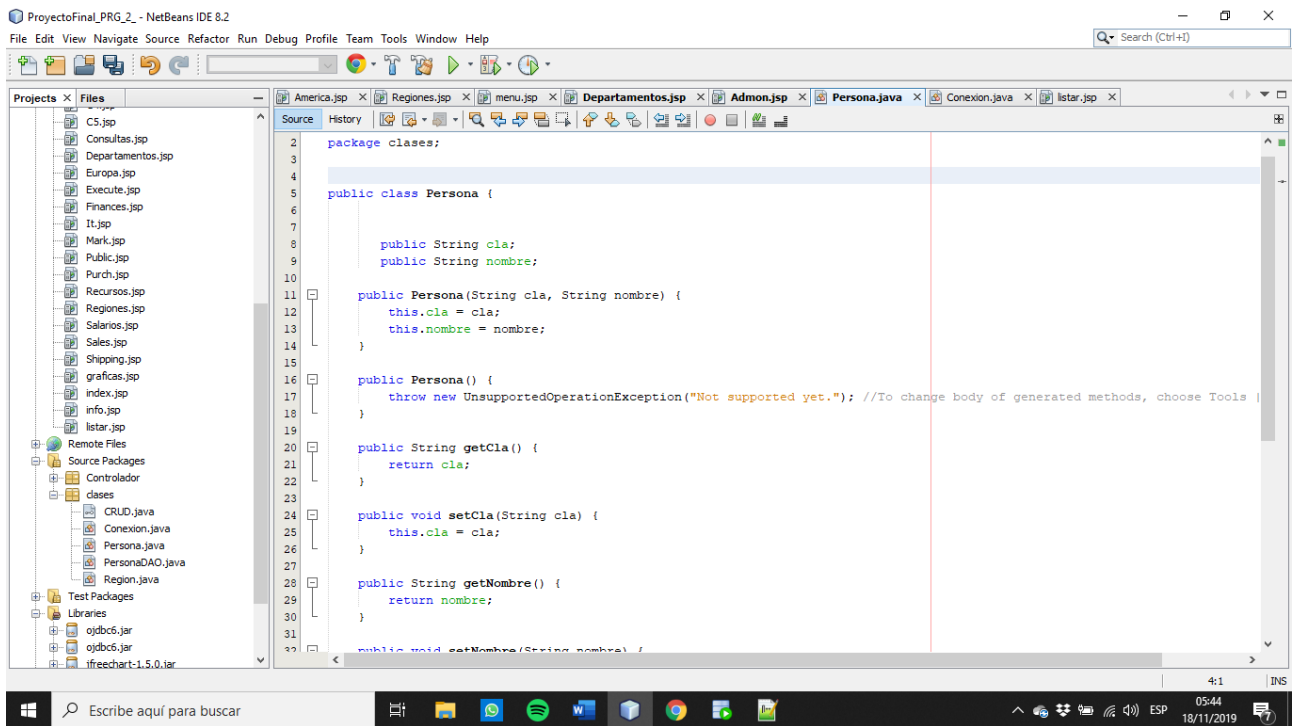 ProyectoFinal_PRG_2_ - NetBeans IDE 8.2
File Edit View Navigate Source Refactor Run Debug Profile Team Tools Window Help
Search (Ctrl+I)
Projects Files
America.jsp Regiones.jsp menu.jsp Departamentos.jsp Admon.jsp Persona.java Conexion.java listar.jsp
Source History
C5.jsp
Consultas.jsp
Departamentos.jsp
Europa.jsp
Execute.jsp
Finances.jsp
It.jsp
Mark.jsp
Public.jsp
Purch.jsp
Recursos.jsp
Regiones.jsp
Salarios.jsp
Sales.jsp
Shipping.jsp
graficas.jsp
index.jsp
info.jsp
listar.jsp
Remote Files
Source Packages
Controlador
clases
CRUD.java
Conexion.java
Persona.java
PersonaDAO.java
Region.java
Test Packages
Libraries
ojdbc6.jar
ojdbc6.jar
jfreechart-1.5.0.jar
2 package clases;
3
4
5 public class Persona {
6
7
8 public String cla;
9 public String nombre;
10
11 public Persona(String cla, String nombre) {
12 this.cla = cla;
13 this.nombre = nombre;
14 }
15
16 public Persona() {
17 throw new UnsupportedOperationException("Not supported yet."); //To change body of generated methods, choose Tools |
18 }
19
20 public String getCla() {
21 return cla;
22 }
23
24 public void setCla(String cla) {
25 this.cla = cla;
26 }
27
28 public String getNombre() {
29 return nombre;
30 }
31
32 public void setNombre(String nombre) {
4:1 INS
Escribe aquí para buscar
ESP
05:44
18/11/2019
7